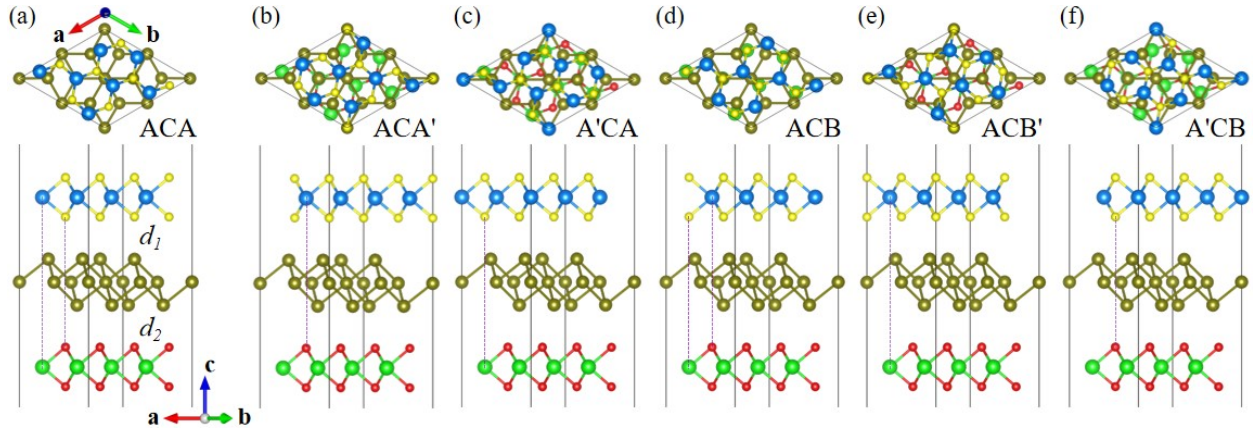 (a)
a
b
ACA
(b)
ACA'
(c)
A'CA
(d)
ACB
(e)
ACB'
(f)
A'CB
d1
d2
c
a
b